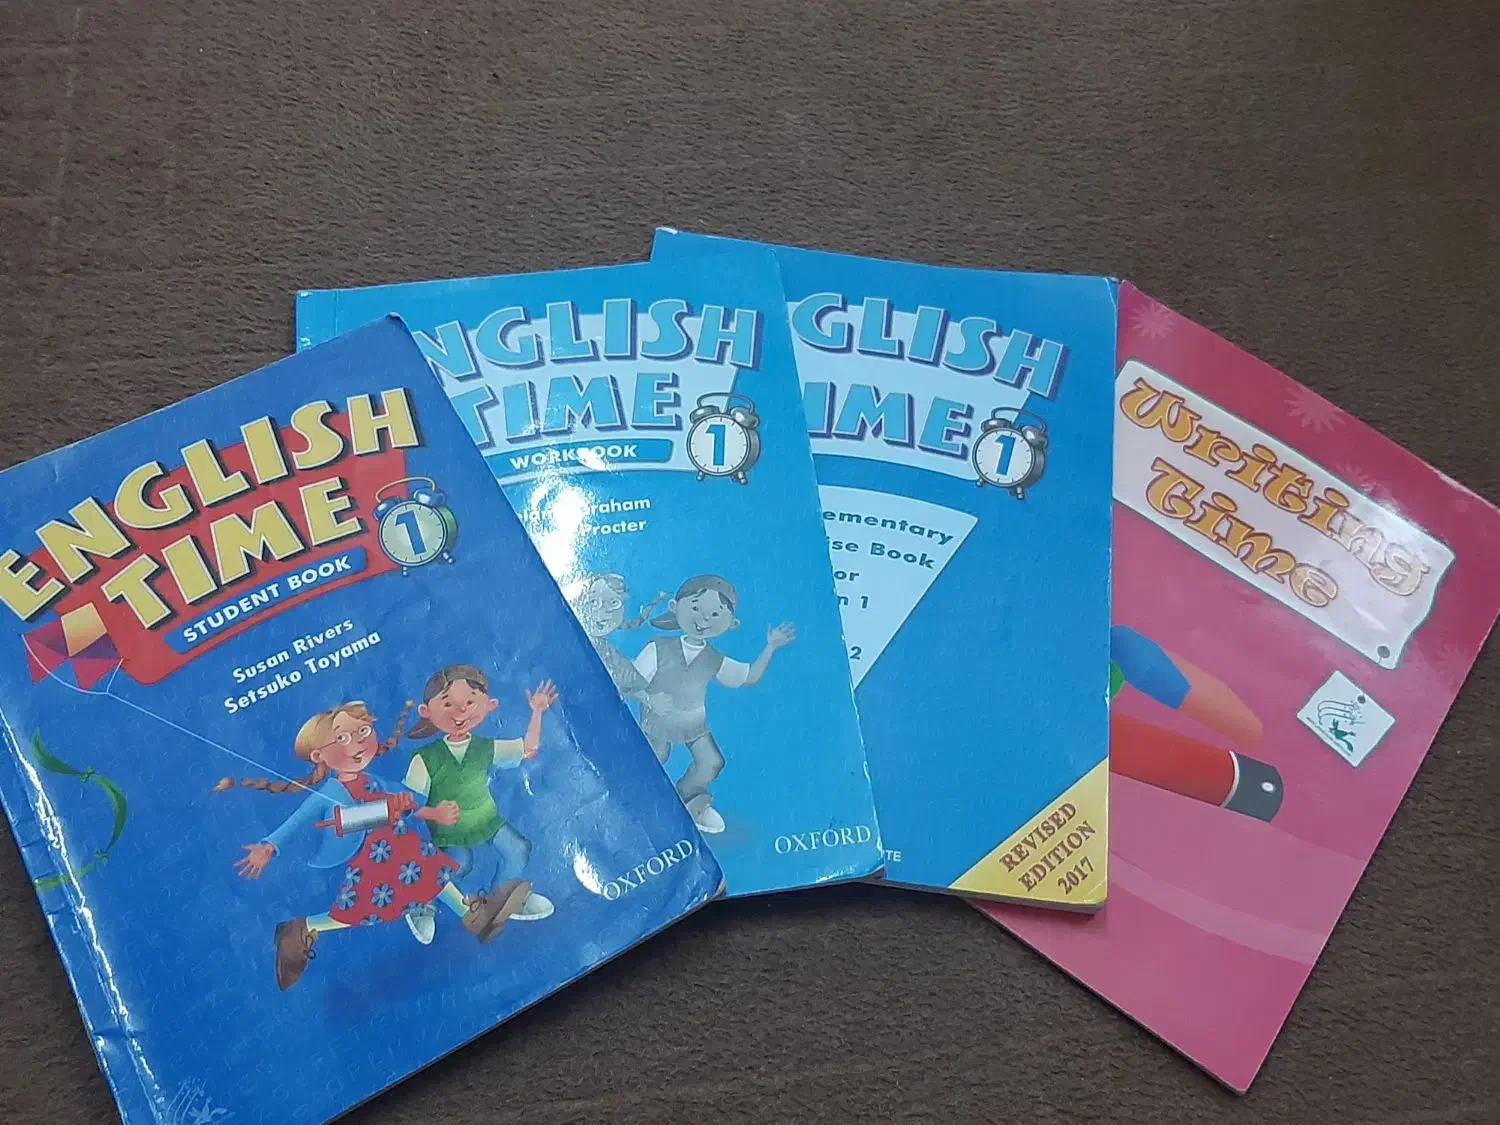 ENGLISH
TIME
1
STUDENT BOOK
Susan Rivers
Setsuko Toyama
OXFORD
NGLISH
TIME
1
WORKBOOK
raham
Procter
OXFORD
GLISH
IME
1
ementary
ise Book
or
n 1
2
TE
REVISED
EDITION
2017
Writing
Time